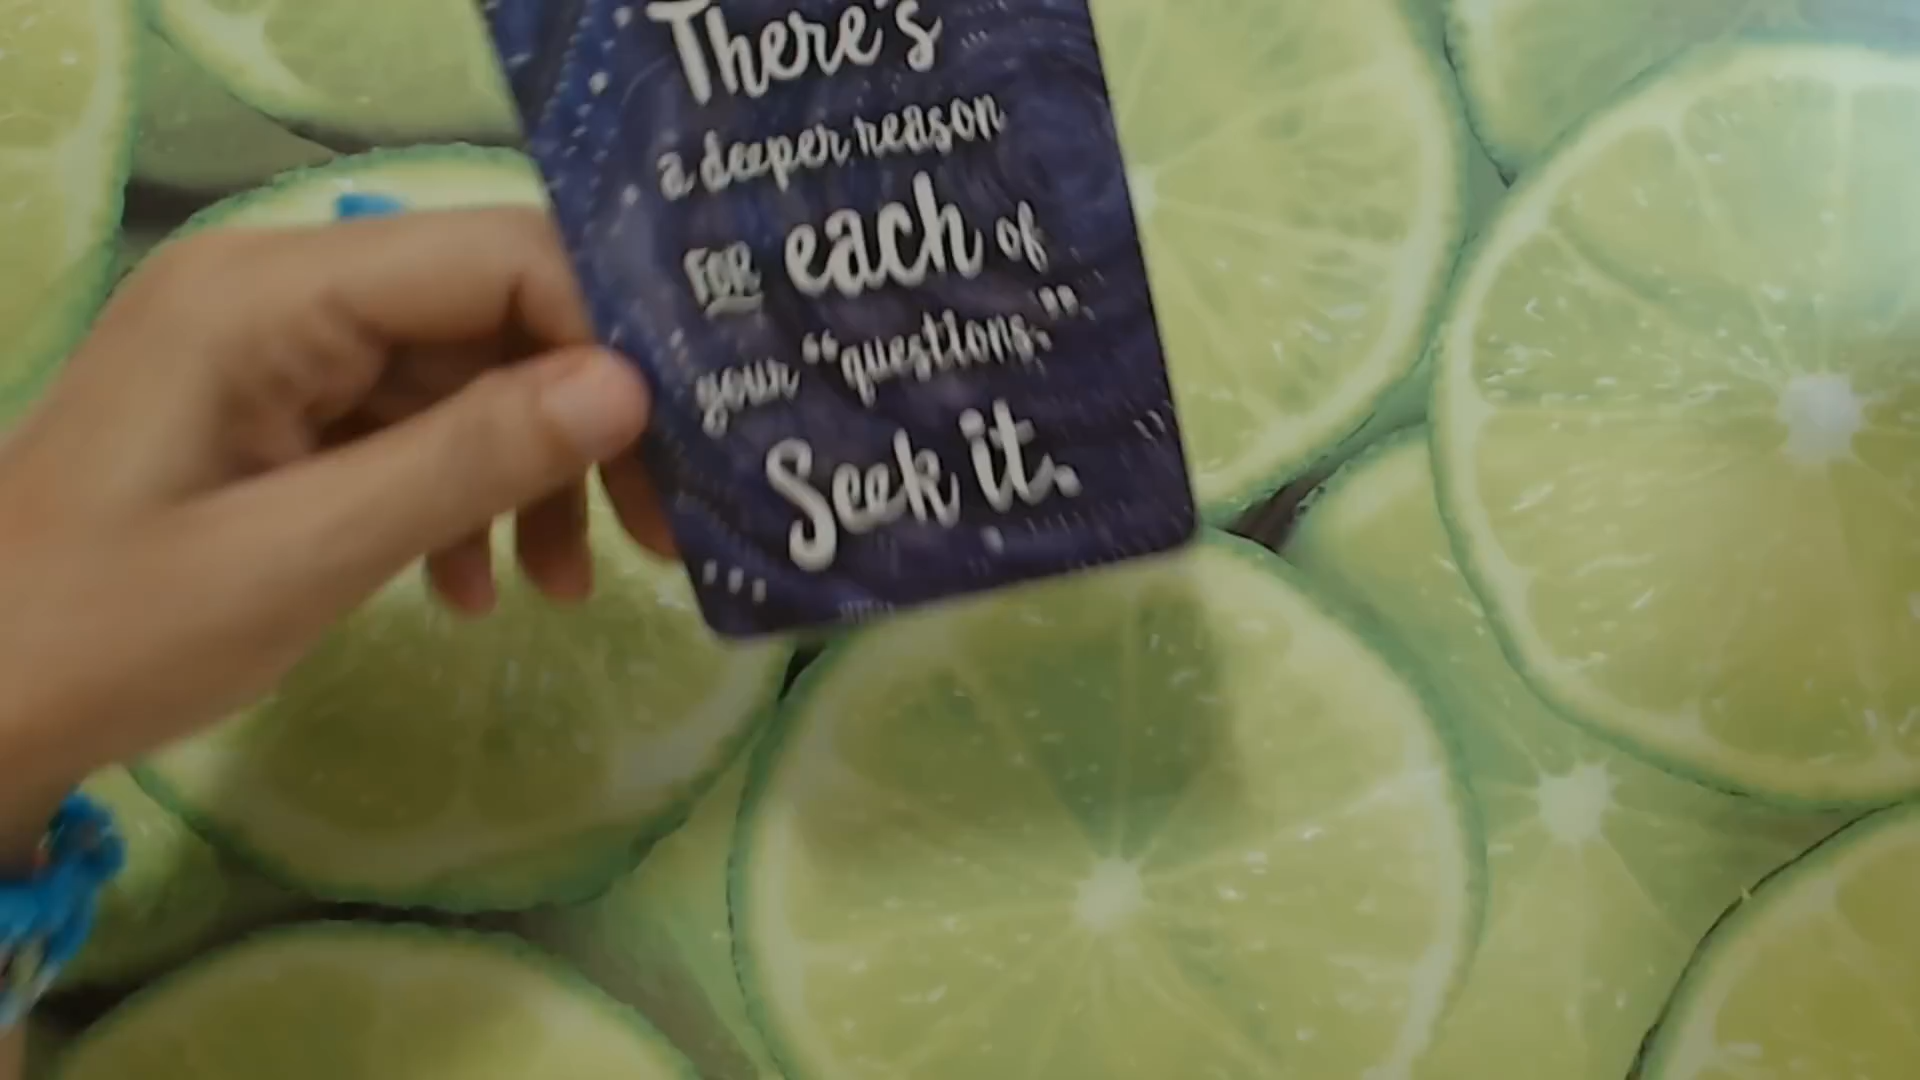 There's
a deeper reason
FOR each of
your “questions.”
Seek it.